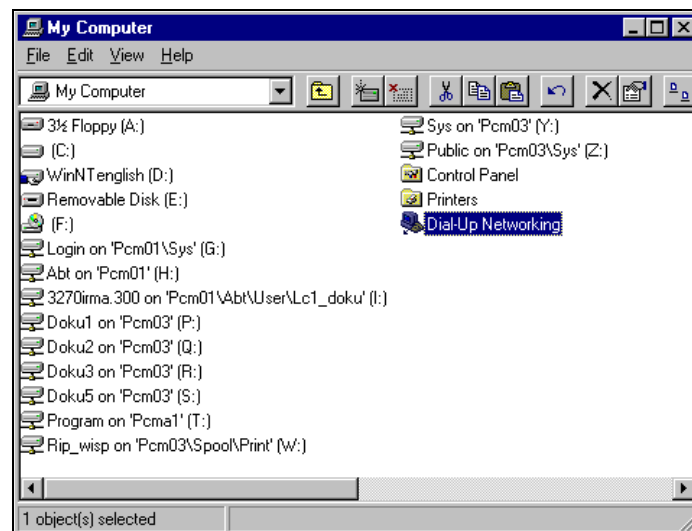 My Computer
File Edit View Help
My Computer
3½ Floppy (A:)
(C:)
WinNTenglish (D:)
Removable Disk (E:)
(F:)
Login on 'Pcm01\Sys' (G:)
Abt on 'Pcm01' (H:)
3270irma.300 on 'Pcm01\Abt\User\Lc1_doku' (I:)
Doku1 on 'Pcm03' (P:)
Doku2 on 'Pcm03' (Q:)
Doku3 on 'Pcm03' (R:)
Doku5 on 'Pcm03' (S:)
Program on 'Pcma1' (T:)
Rip_wisp on 'Pcm03\Spool\Print' (W:)
Sys on 'Pcm03' (Y:)
Public on 'Pcm03\Sys' (Z:)
Control Panel
Printers
Dial-Up Networking
1 object(s) selected